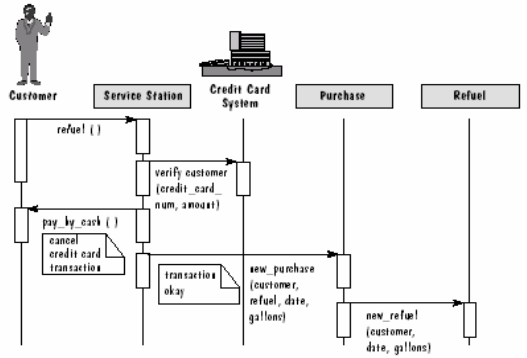 Customer
Service Station
Credit Card
System
Purchase
Refuel
refuel ( )
verify customer
(credit_card_
num, amount)
pay_by_cash ( )
cancel
credit card
transaction
transaction
okay
new_purchase
(customer,
refuel, date,
gallons)
new_refuel
(customer,
date, gallons)